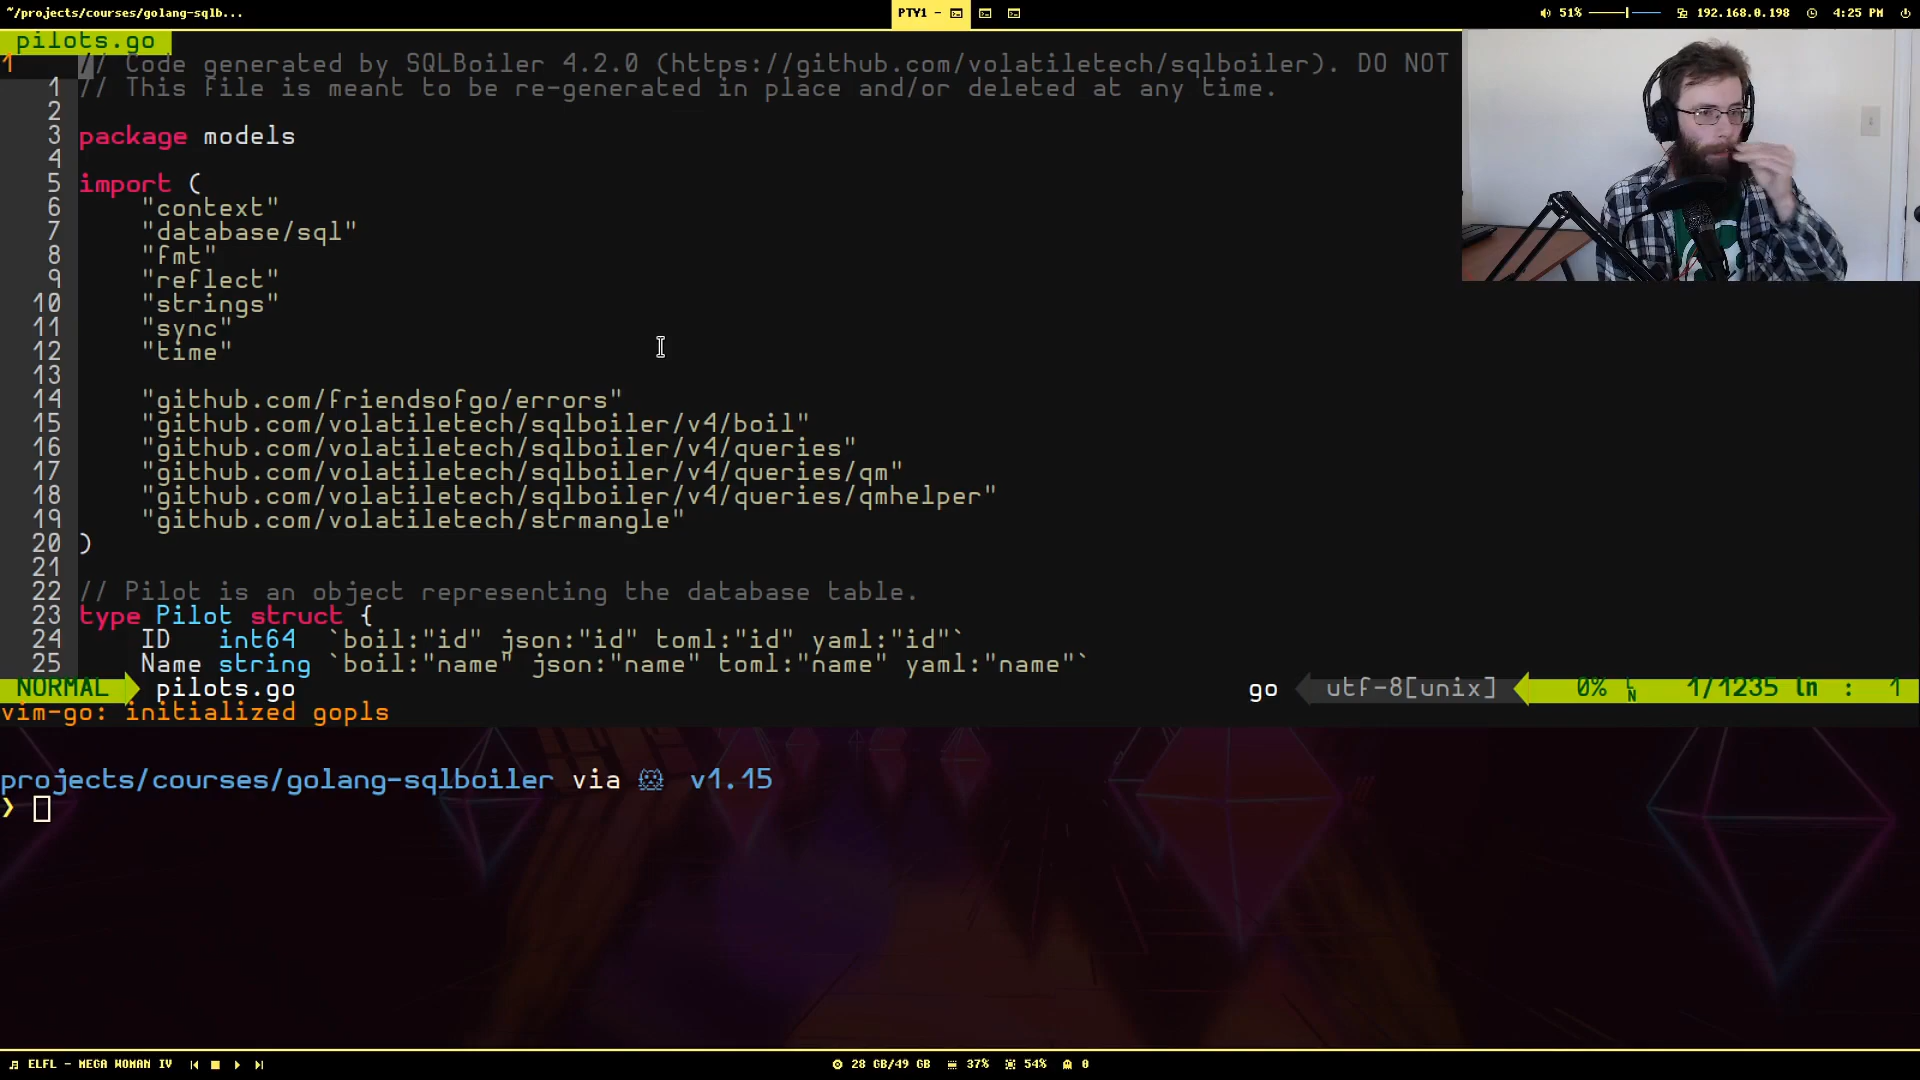 ~/projects/courses/golang-sqlb...
PTY1 -
51%
192.168.0.198
4:25 PM
pilots.go
1 // Code generated by SQLBoiler 4.2.0 (https://github.com/volatiletech/sqlboiler). DO NOT
1 // This file is meant to be re-generated in place and/or deleted at any time.
2
3 package models
4
5 import (
6 "context"
7 "database/sql"
8 "fmt"
9 "reflect"
10 "strings"
11 "sync"
12 "time"
13
14 "github.com/friendsofgo/errors"
15 "github.com/volatiletech/sqlboiler/v4/boil"
16 "github.com/volatiletech/sqlboiler/v4/queries"
17 "github.com/volatiletech/sqlboiler/v4/queries/qm"
18 "github.com/volatiletech/sqlboiler/v4/queries/qmhelper"
19 "github.com/volatiletech/strmangle"
20 )
21
22 // Pilot is an object representing the database table.
23 type Pilot struct {
24 ID int64 `boil:"id" json:"id" toml:"id" yaml:"id"`
25 Name string `boil:"name" json:"name" toml:"name" yaml:"name"`
NORMAL pilots.go go utf-8[unix] 0% LN 1/1235 ln : 1
vim-go: initialized gopls
projects/courses/golang-sqlboiler via v1.15
❯
ELFL - MEGA WOMAN IV
28 GB/49 GB
37%
54%
0